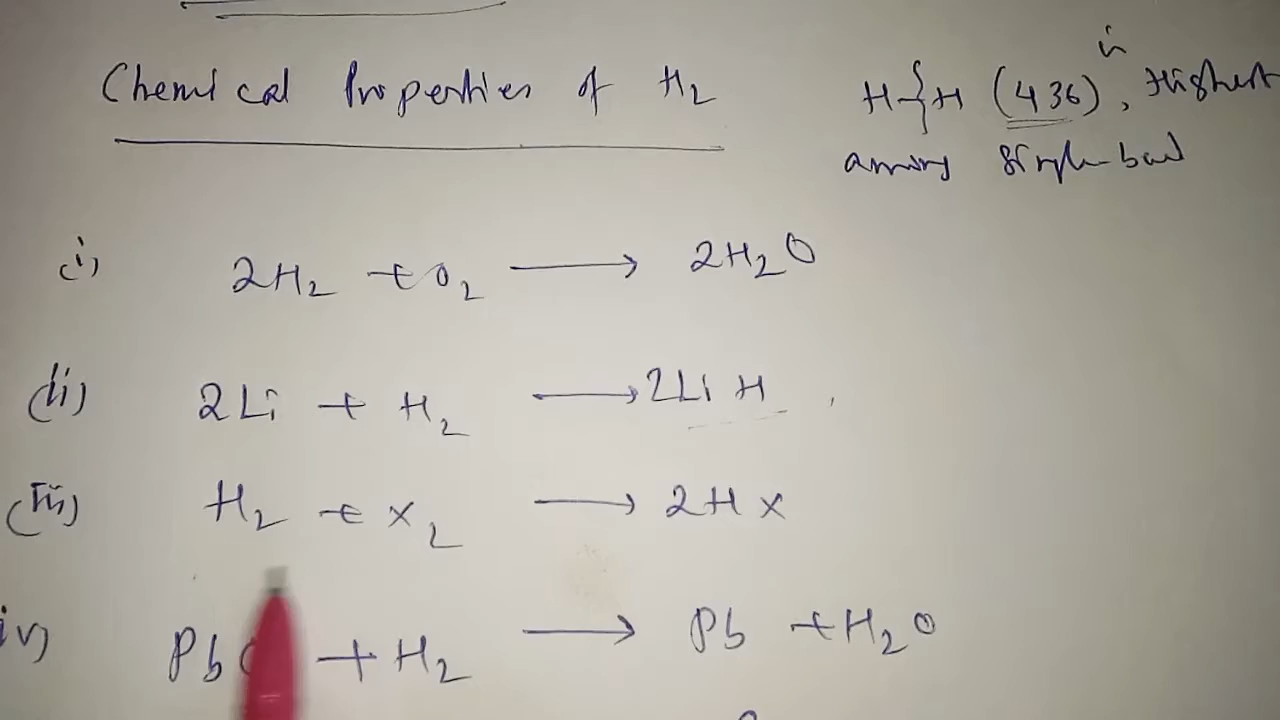 Chemical Properties of H₂
H-H (436), Highest in
among single bond
(i) 2H₂ + O₂ → 2H₂O
(ii) 2Li + H₂ → 2LiH
(iii) H₂ + X₂ → 2HX
iv) Pb + H₂ → Pb + H₂O